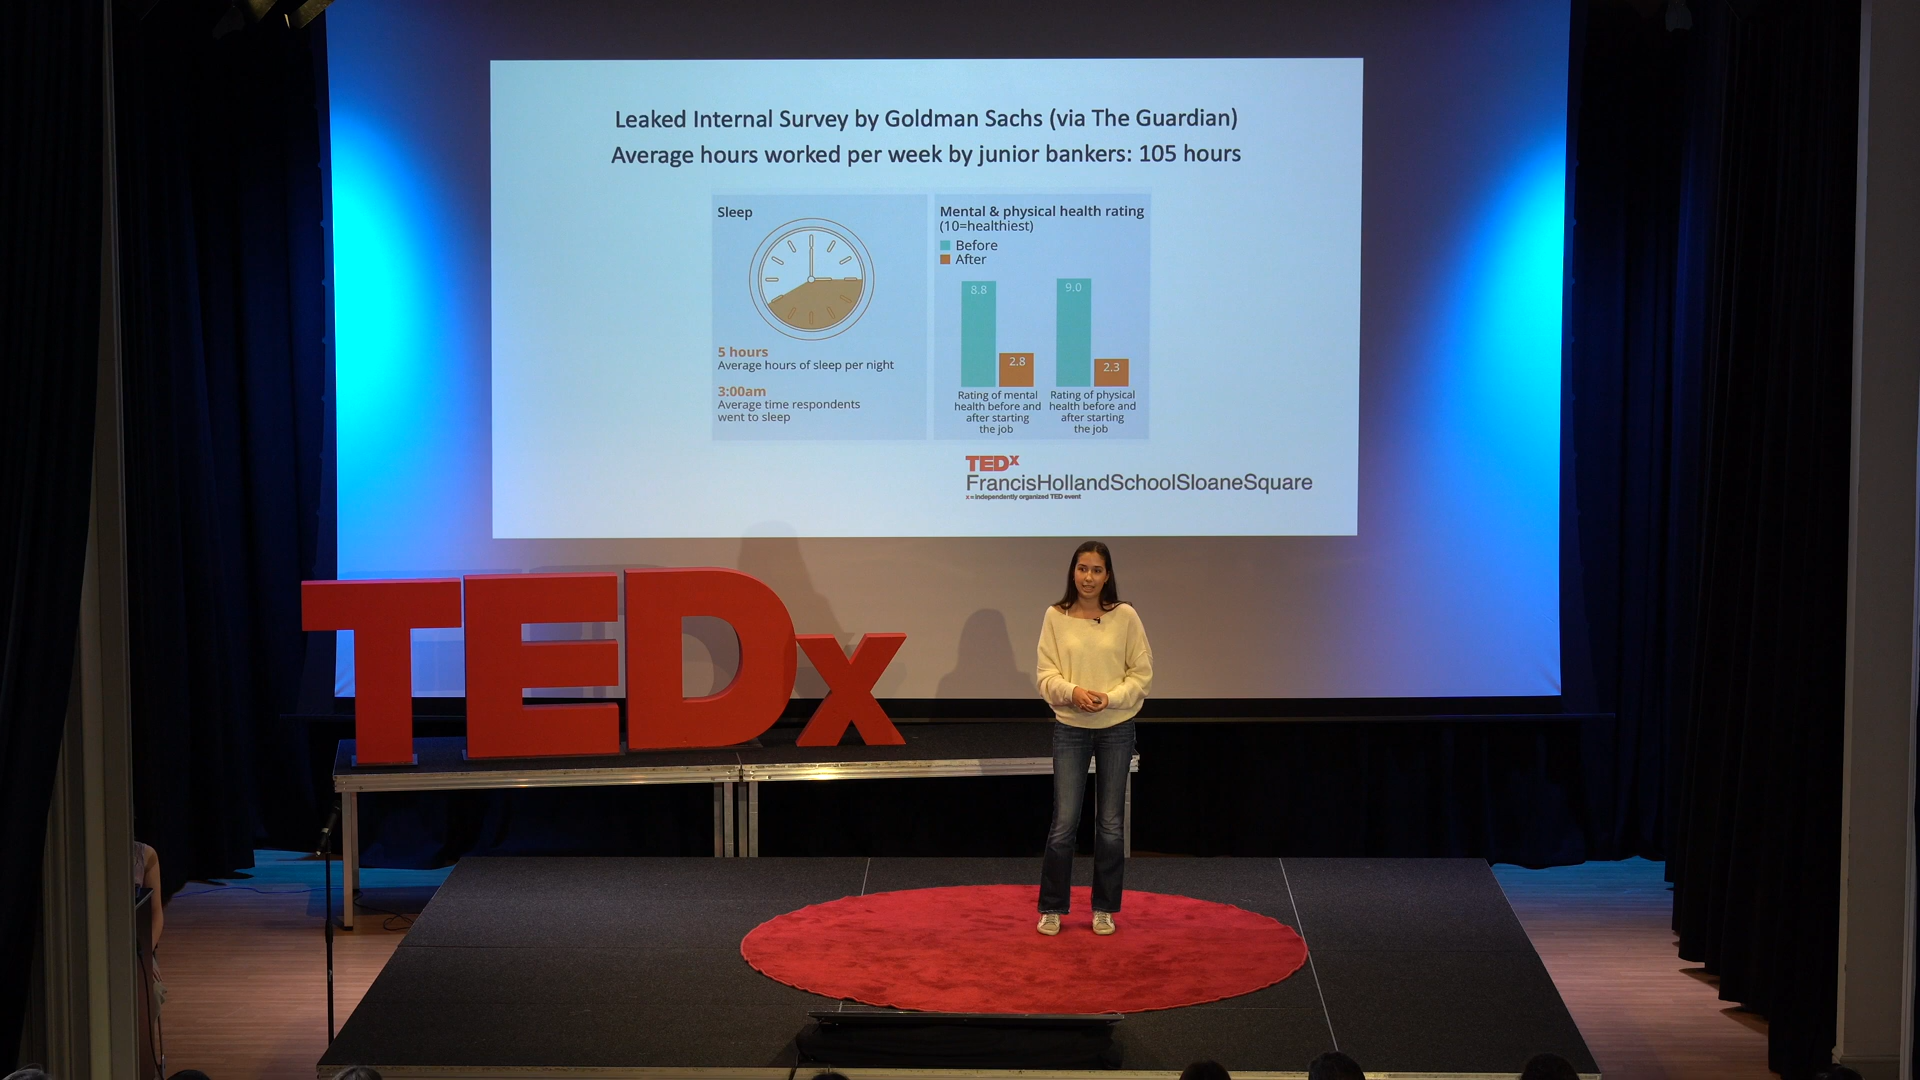 Leaked Internal Survey by Goldman Sachs (via The Guardian)
Average hours worked per week by junior bankers: 105 hours
Sleep
5 hours
Average hours of sleep per night
3:00am
Average time respondents
went to sleep
Mental & physical health rating
(10=healthiest)
Before
After
8.8
2.8
9.0
2.3
Rating of mental
health before and
after starting
the job
Rating of physical
health before and
after starting
the job
TEDx
FrancisHollandSchoolSloaneSquare
x = independently organized TED event
TEDx